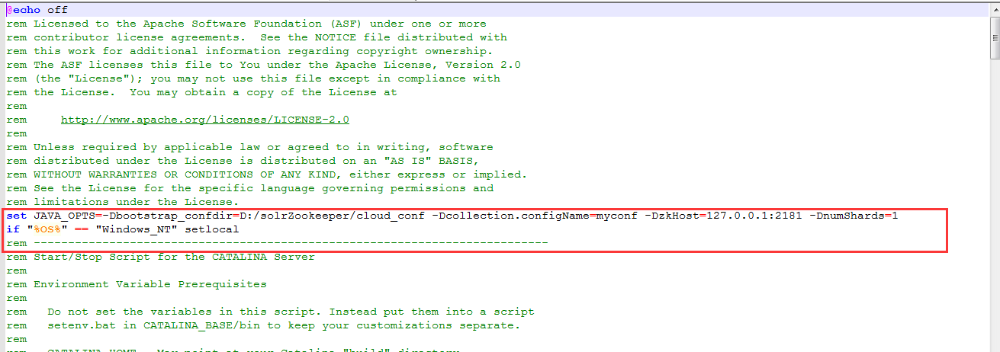 @echo off
rem Licensed to the Apache Software Foundation (ASF) under one or more
rem contributor license agreements.  See the NOTICE file distributed with
rem this work for additional information regarding copyright ownership.
rem The ASF licenses this file to You under the Apache License, Version 2.0
rem (the "License"); you may not use this file except in compliance with
rem the License.  You may obtain a copy of the License at
rem
rem     http://www.apache.org/licenses/LICENSE-2.0
rem
rem Unless required by applicable law or agreed to in writing, software
rem distributed under the License is distributed on an "AS IS" BASIS,
rem WITHOUT WARRANTIES OR CONDITIONS OF ANY KIND, either express or implied.
rem See the License for the specific language governing permissions and
rem limitations under the License.
set JAVA_OPTS=-Dbootstrap_confdir=D:/solrZookeeper/cloud_conf -Dcollection.configName=myconf -DzkHost=127.0.0.1:2181 -DnumShards=1
if "%OS%" == "Windows_NT" setlocal
rem ---------------------------------------------------------------------------
rem Start/Stop Script for the CATALINA Server
rem
rem Environment Variable Prerequisites
rem
rem   Do not set the variables in this script. Instead put them into a script
rem   setenv.bat in CATALINA_BASE/bin to keep your customizations separate.
rem
rem   CATALINA_HOME   May point at your Catalina "build" directory.